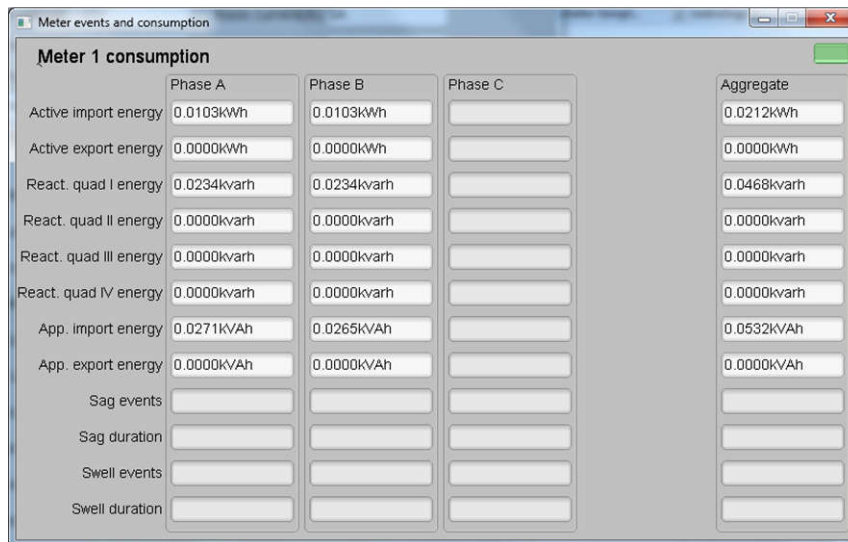 Meter events and consumption
Meter 1 consumption
Phase A Phase B Phase C Aggregate
Active import energy 0.0103kWh 0.0103kWh 0.0212kWh
Active export energy 0.0000kWh 0.0000kWh 0.0000kWh
React. quad I energy 0.0234kvarh 0.0234kvarh 0.0468kvarh
React. quad II energy 0.0000kvarh 0.0000kvarh 0.0000kvarh
React. quad III energy 0.0000kvarh 0.0000kvarh 0.0000kvarh
React. quad IV energy 0.0000kvarh 0.0000kvarh 0.0000kvarh
App. import energy 0.0271kVAh 0.0265kVAh 0.0532kVAh
App. export energy 0.0000kVAh 0.0000kVAh 0.0000kVAh
Sag events
Sag duration
Swell events
Swell duration